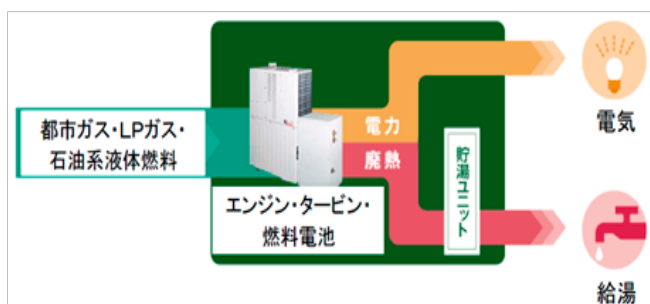 都市ガス・LPガス・
石油系液体燃料
エンジン・タービン・
燃料電池
電力
廃熱
貯湯ユニット
電気
給湯